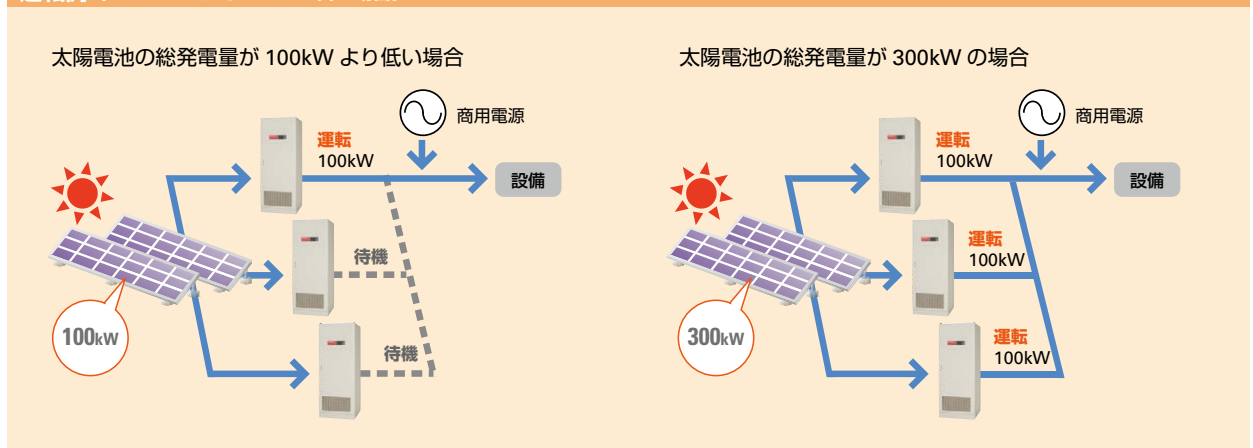 太陽電池の総発電量が 100kW より低い場合
商用電源
運転
100kW
設備
待機
待機
100kW
太陽電池の総発電量が 300kW の場合
商用電源
運転
100kW
設備
運転
100kW
運転
100kW
300kW